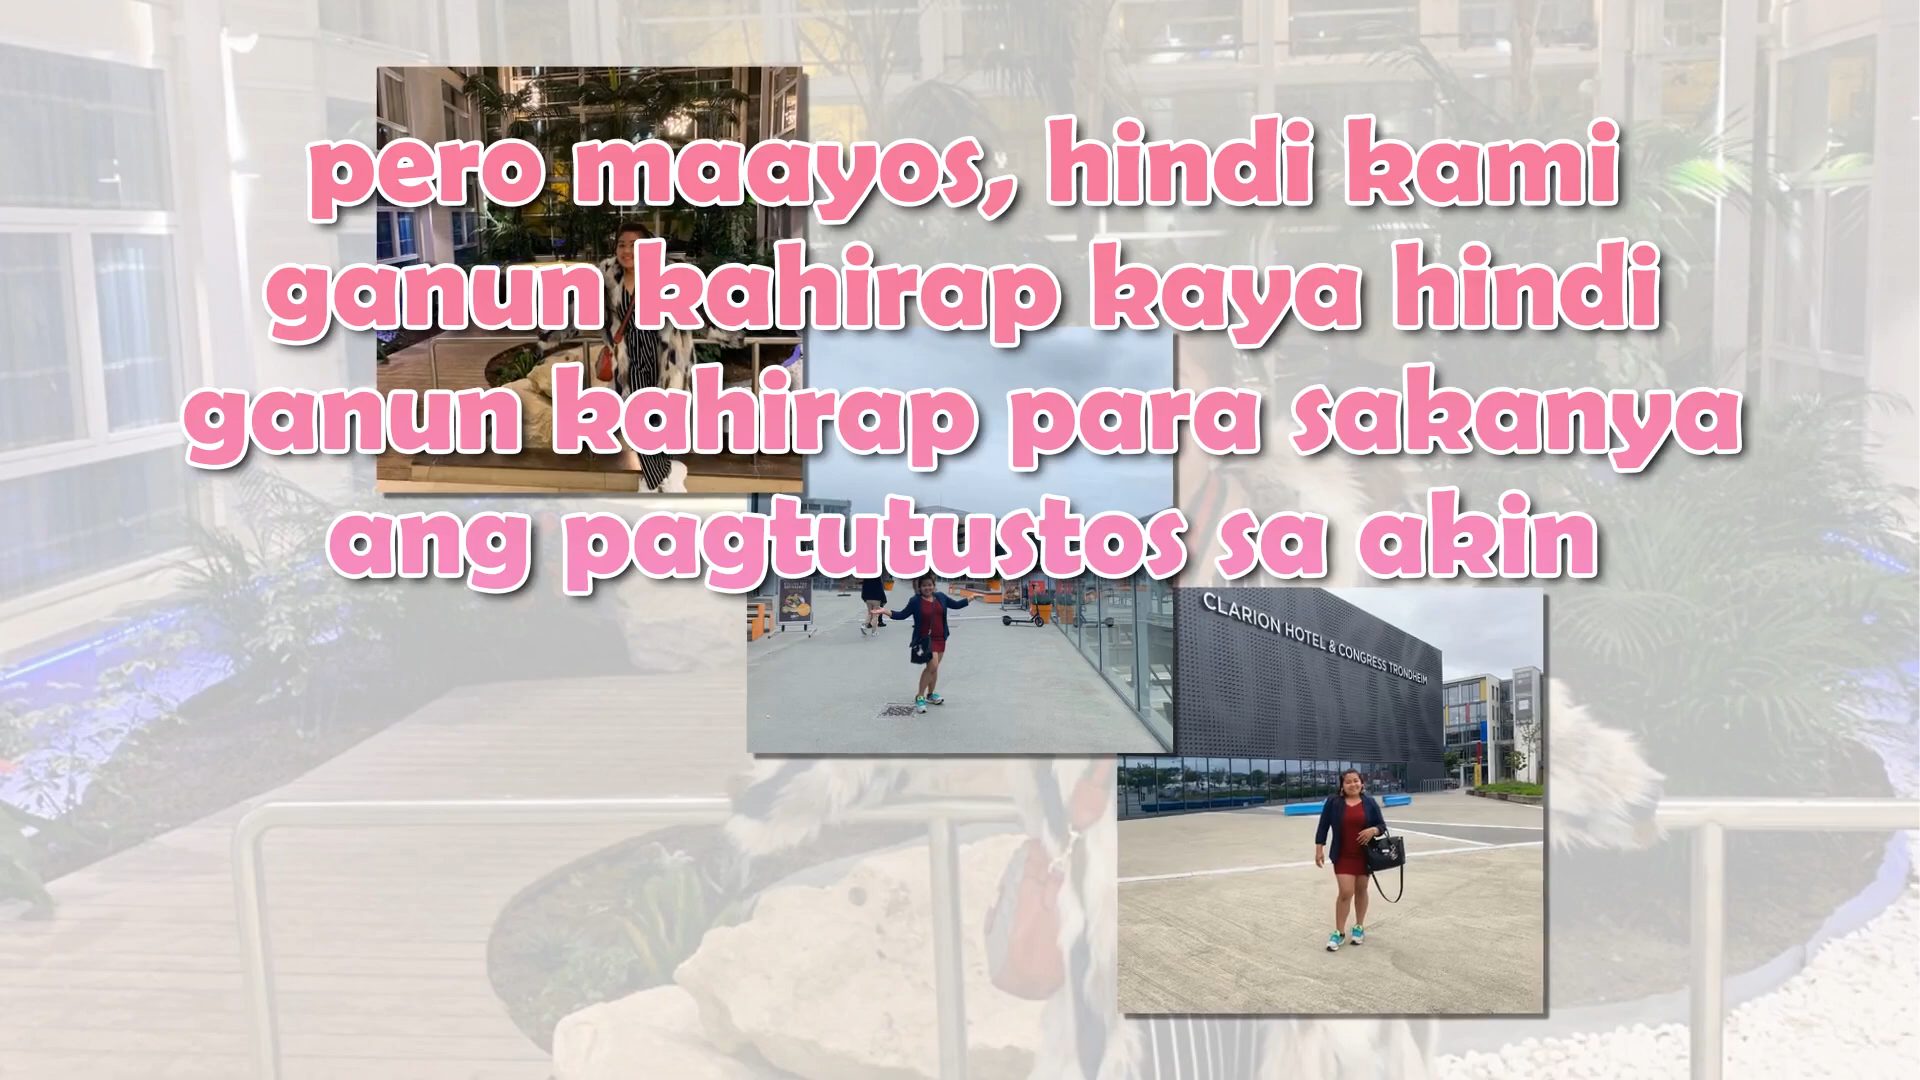 pero maayos, hindi kami
ganun kahirap kaya hindi
ganun kahirap para sakanya
ang pagtutustos sa akin
CLARION HOTEL & CONGRESS TRONDHEIM